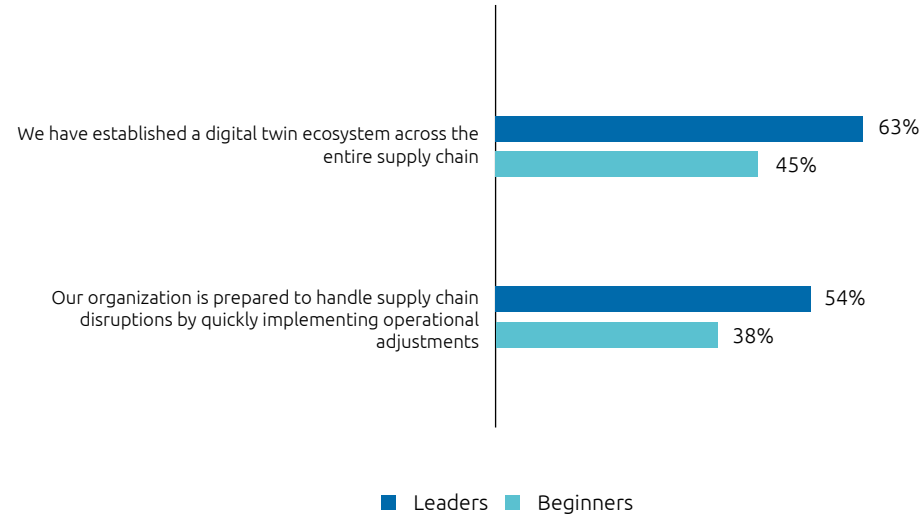 We have established a digital twin ecosystem across the
entire supply chain
63%
45%
Our organization is prepared to handle supply chain
disruptions by quickly implementing operational
adjustments
54%
38%
Leaders
Beginners